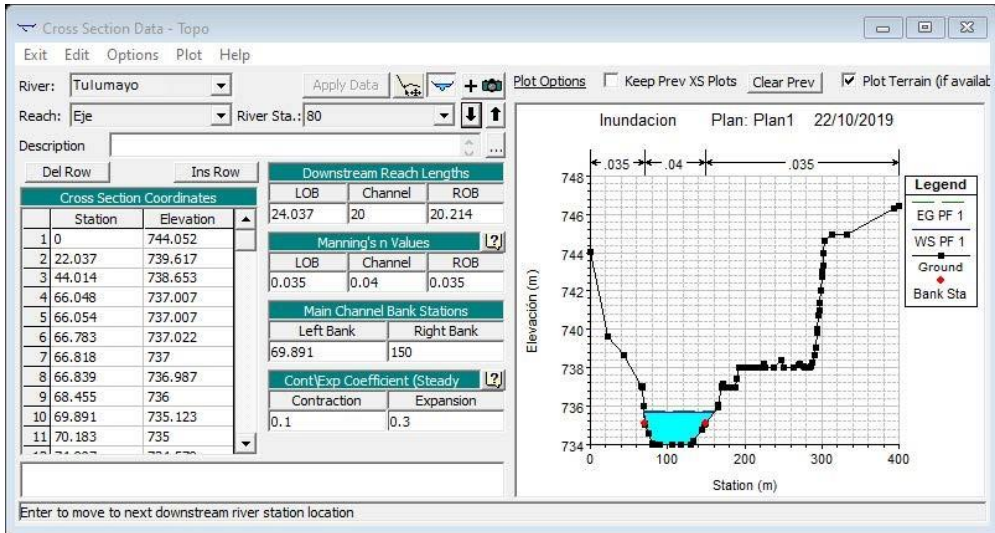 Cross Section Data - Topo
Exit Edit Options Plot Help
River: Tulumayo Apply Data Plot Options Keep Prev XS Plots Clear Prev Plot Terrain (if availab
Reach: Eje River Sta.: 80
Description ...
Del Row Ins Row
Cross Section Coordinates
Station Elevation
1 0 744.052
2 22.037 739.617
3 44.014 738.653
4 66.048 737.007
5 66.054 737.007
6 66.783 737.022
7 66.818 737
8 66.839 736.987
9 68.455 736
10 69.891 735.123
11 70.183 735
Downstream Reach Lengths
LOB Channel ROB
24.037 20 20.214
Manning's n Values
LOB Channel ROB
0.035 0.04 0.035
Main Channel Bank Stations
Left Bank Right Bank
69.891 150
Cont\Exp Coefficient (Steady
Contraction Expansion
0.1 0.3
Inundacion Plan: Plan1 22/10/2019
.035 .04 .035
748
746
744
742
740
738
736
734
Elevación (m)
0 100 200 300 400
Station (m)
Legend
EG PF 1
WS PF 1
Ground
Bank Sta
Enter to move to next downstream river station location